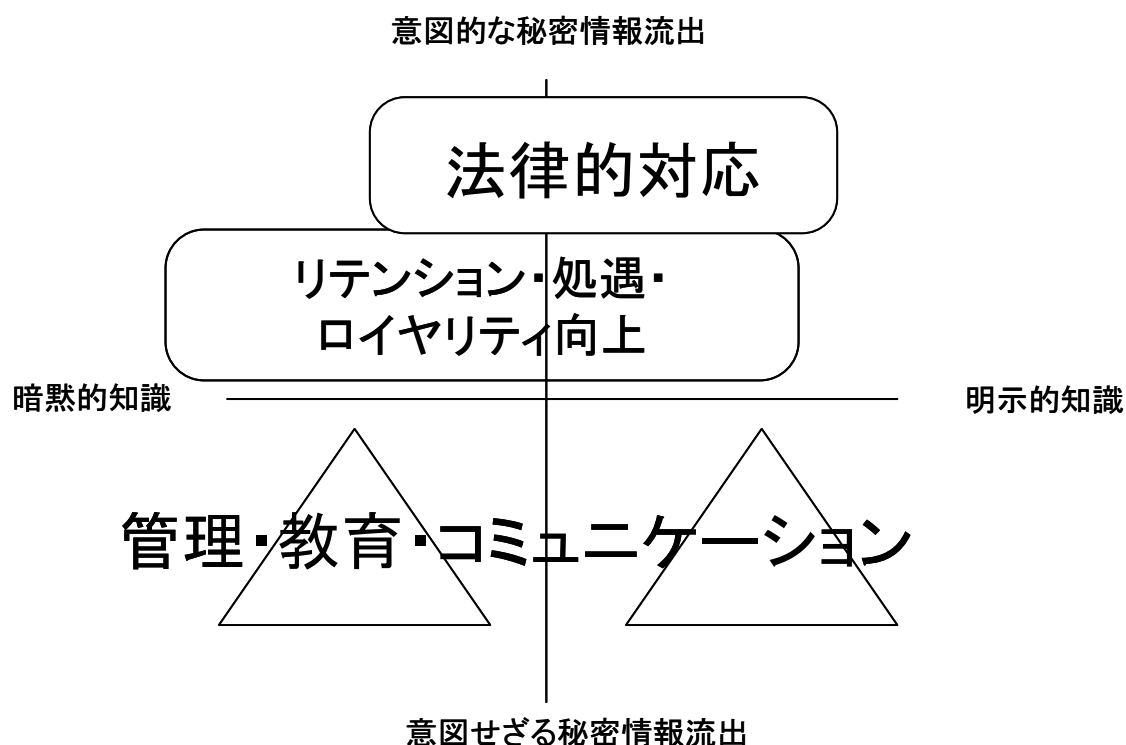 意図的な秘密情報流出
法律的対応
リテンション・処遇・
ロイヤリティ向上
暗黙的知識
明示的知識
管理・教育・コミュニケーション
意図せざる秘密情報流出